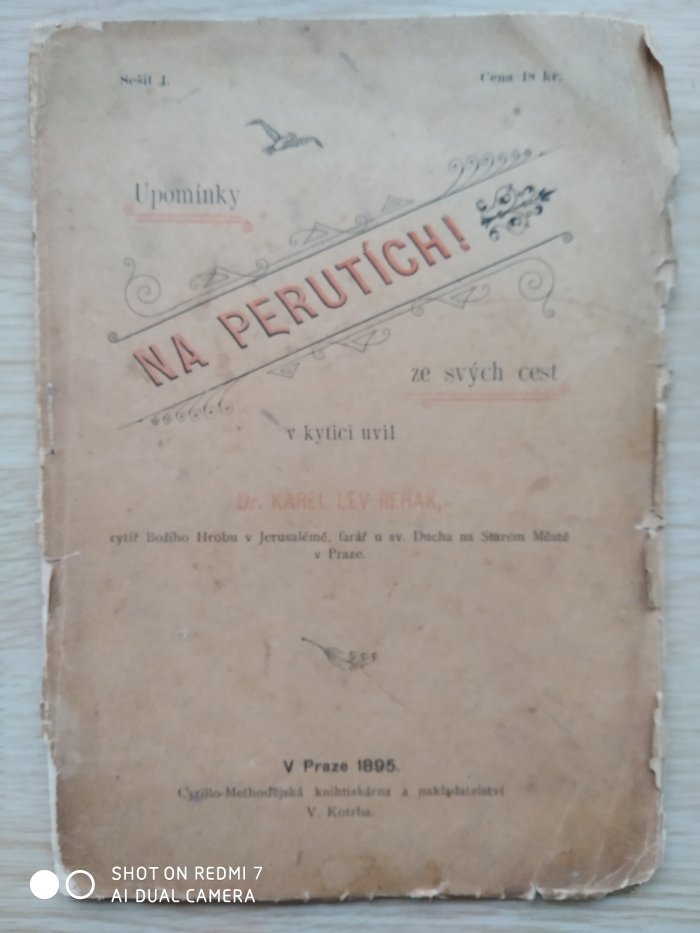 Sešit 1.
Cena 18 kr.
Upomínky
NA PERUTÍCH!
ze svých cest
v kytici uvil
Dr. KAREL LEV ŘEHÁK,
rytíř Božího Hrobu v Jerusalémě, farář u sv. Ducha na Starém Městě
v Praze.
V Praze 1895.
Cyrillo-Methodějská knihtiskárna a nakladatelství
V. Kotrba.
SHOT ON REDMI 7
AI DUAL CAMERA